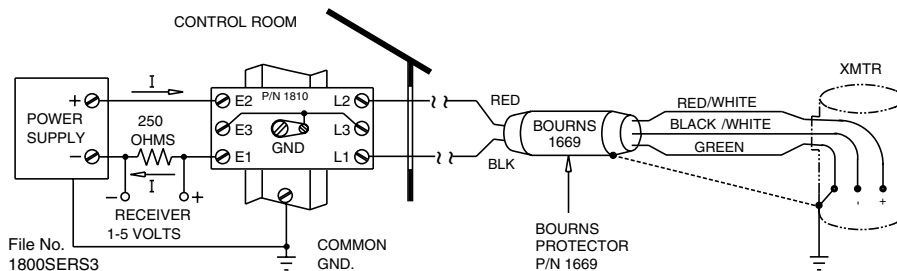 CONTROL ROOM
I
+
POWER
SUPPLY
−
250
OHMS
I
− +
RECEIVER
1-5 VOLTS
File No.
1800SERS3
E2 P/N 1810 L2
E3 L3
GND
E1 L1
COMMON
GND.
RED
BLK
BOURNS
1669
BOURNS
PROTECTOR
P/N 1669
RED/WHITE
BLACK /WHITE
GREEN
XMTR
- +